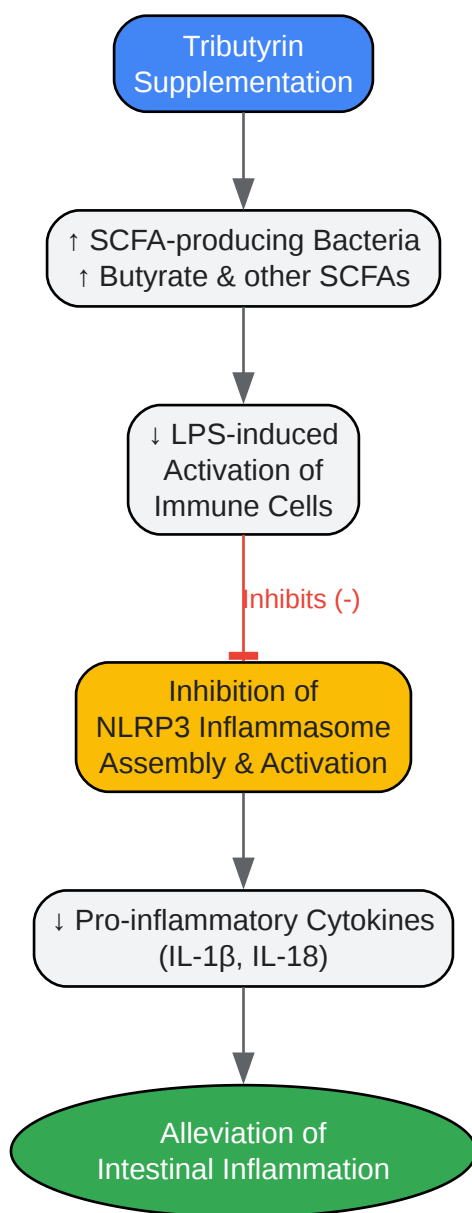 Tributyrin
Supplementation
↑ SCFA-producing Bacteria
↑ Butyrate & other SCFAs
↓ LPS-induced
Activation of
Immune Cells
Inhibits (-)
Inhibition of
NLRP3 Inflammasome
Assembly & Activation
↓ Pro-inflammatory Cytokines
(IL-1β, IL-18)
Alleviation of
Intestinal Inflammation